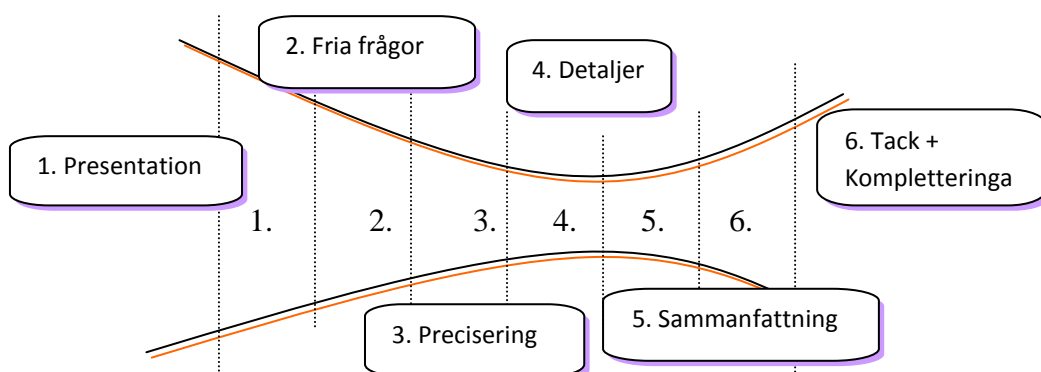 2. Fria frågor
4. Detaljer
1. Presentation
6. Tack +
Kompletteringa
1.
2.
3.
4.
5.
6.
3. Precisering
5. Sammanfattning